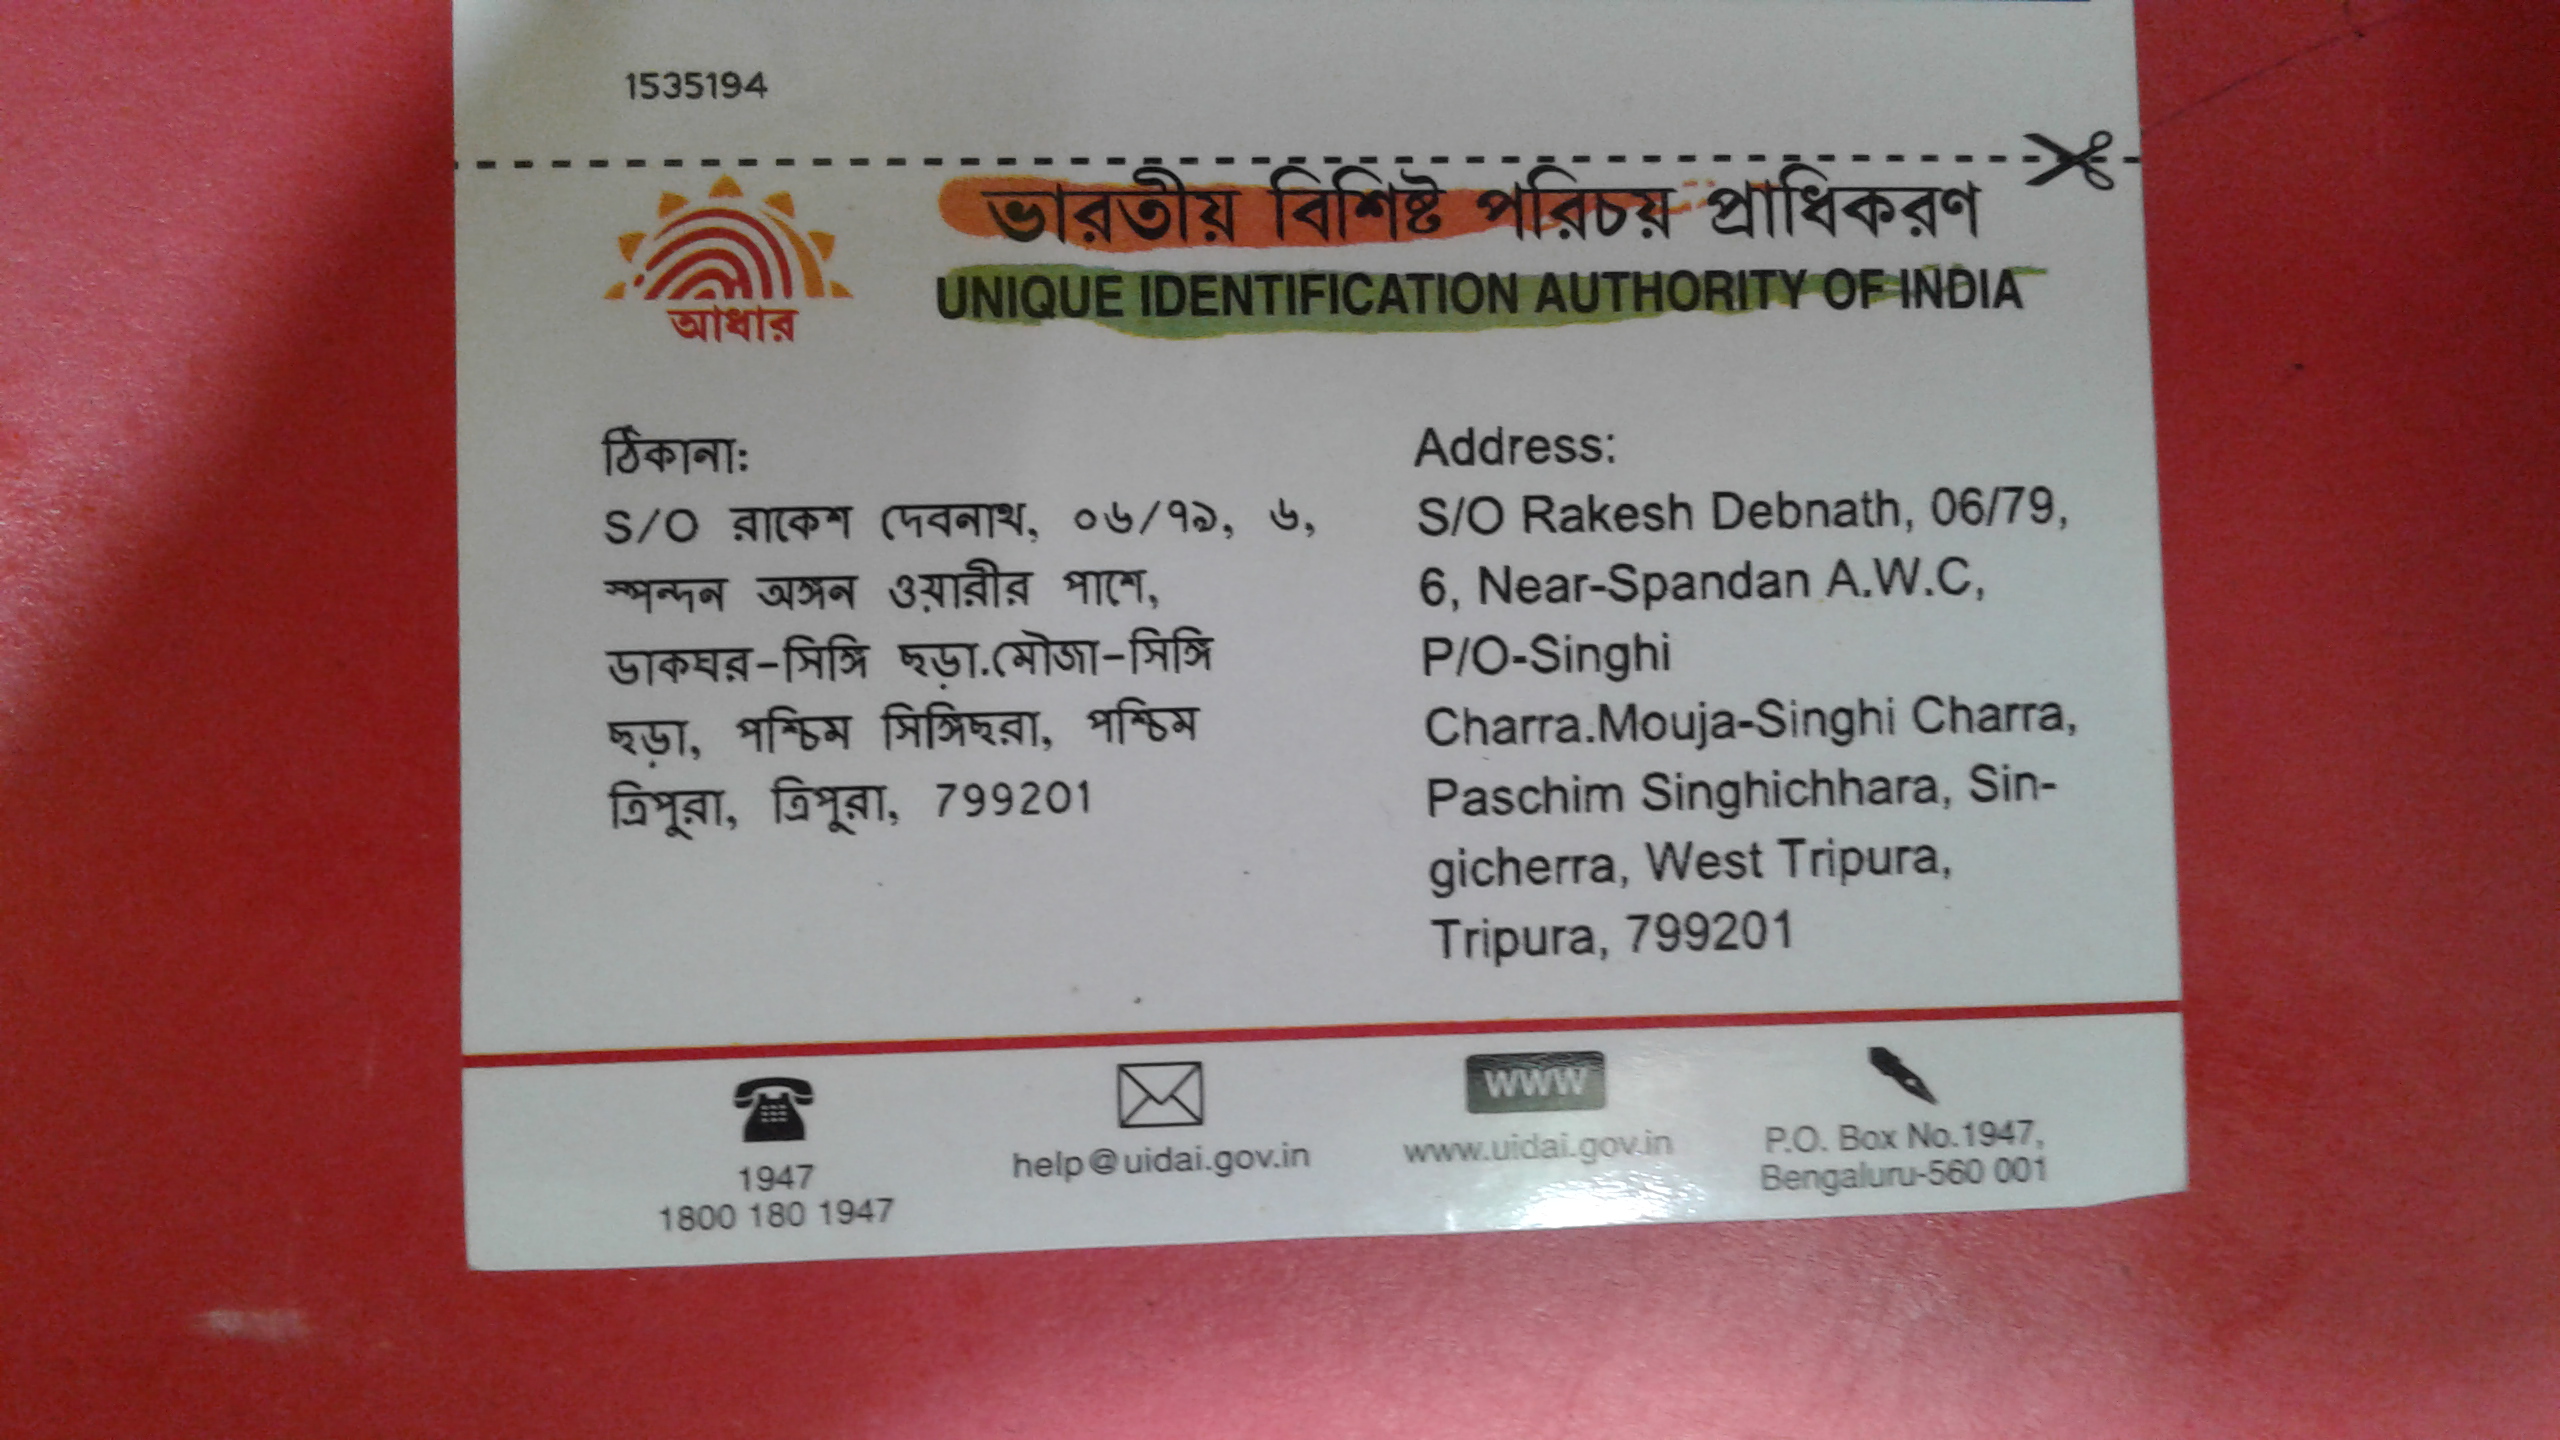 1535194
ভারতীয় বিশিষ্ট পরিচয় প্রাধিকরণ
UNIQUE IDENTIFICATION AUTHORITY OF INDIA
আধার
ঠিকানা:
S/O রাকেশ দেবনাথ, ০৬/৭৯, ৬,
স্পন্দন অঙ্গন ওয়ারীর পাশে,
ডাকঘর-সিঙ্গি ছড়া.মৌজা-সিঙ্গি
ছড়া, পশ্চিম সিঙ্গিছরা, পশ্চিম
ত্রিপুরা, ত্রিপুরা, 799201
Address:
S/O Rakesh Debnath, 06/79,
6, Near-Spandan A.W.C,
P/O-Singhi
Charra.Mouja-Singhi Charra,
Paschim Singhichhara, Sin-
gicherra, West Tripura,
Tripura, 799201
1947
1800 180 1947
help@uidai.gov.in
www
www.uidai.gov.in
P.O. Box No.1947,
Bengaluru-560 001